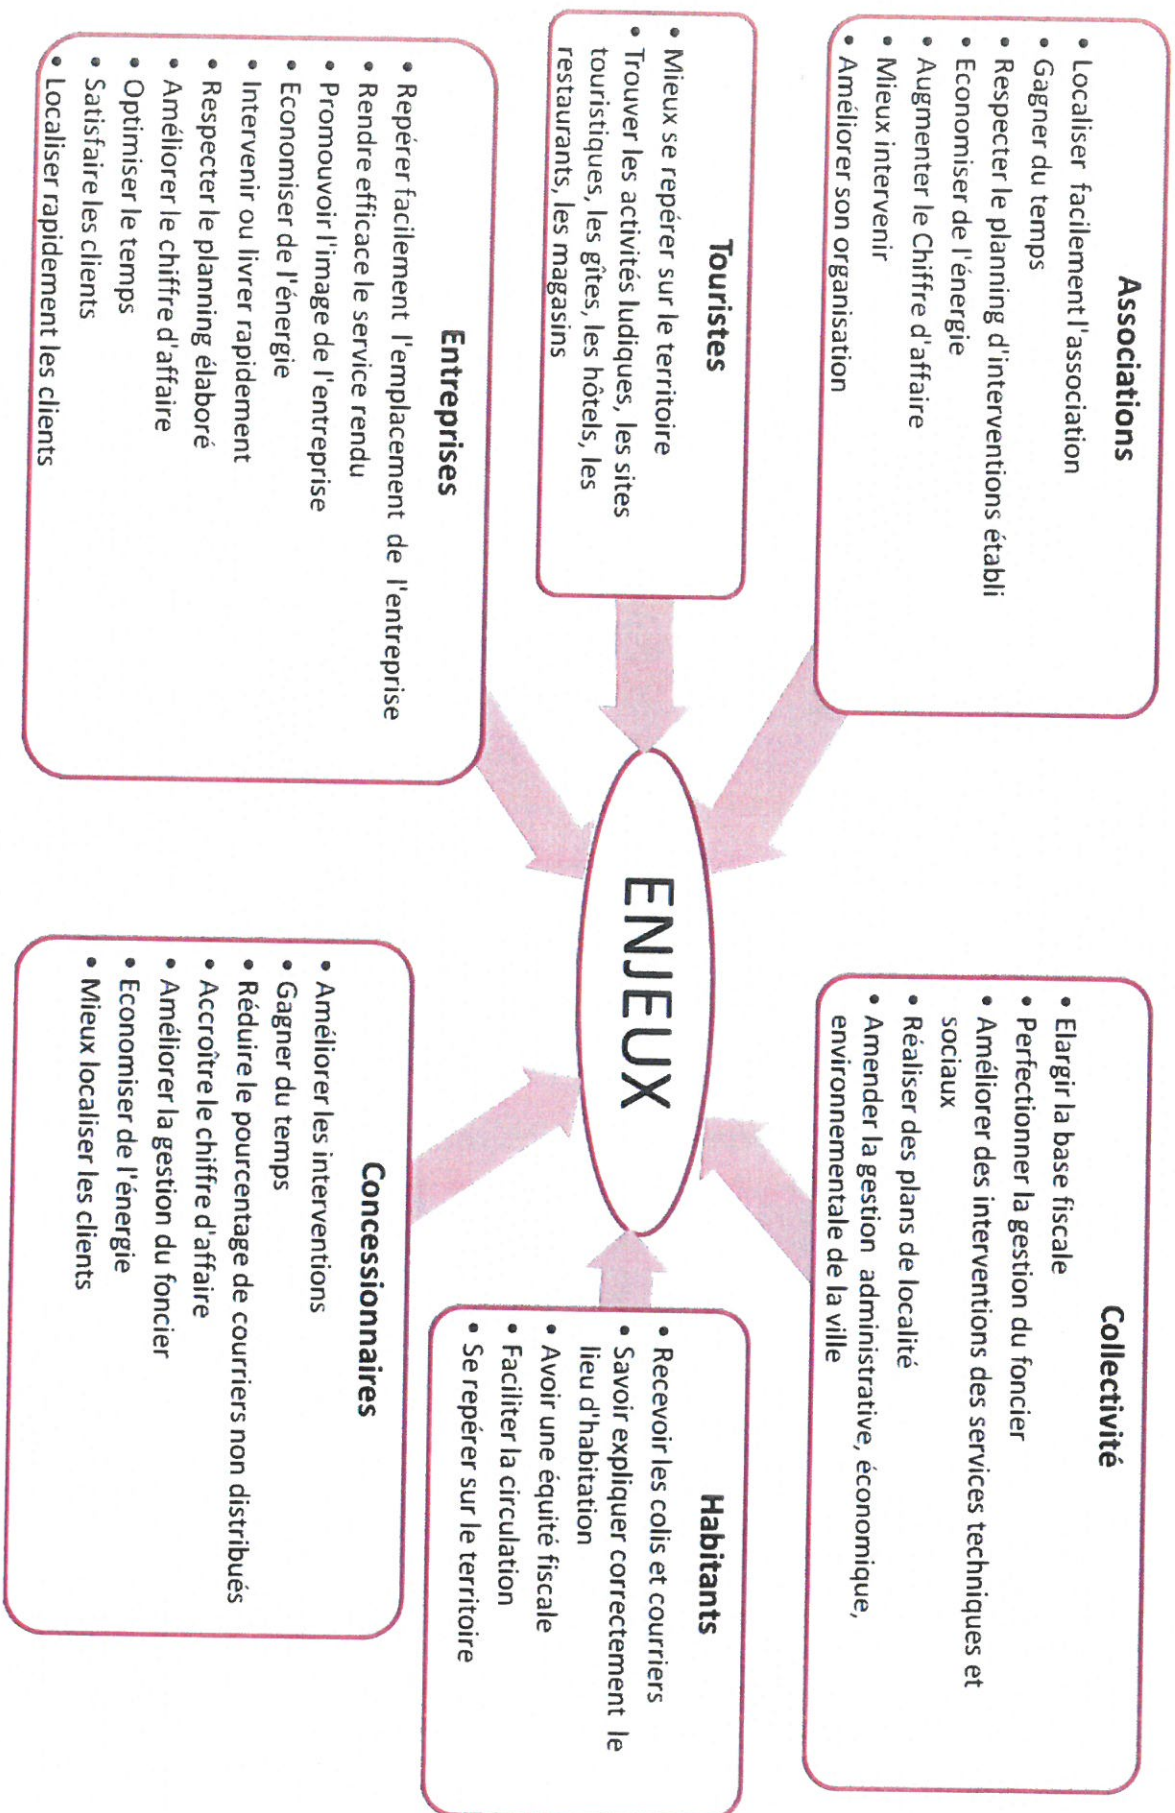 Associations
• Localiser facilement l'association
• Gagner du temps
• Respecter le planning d'interventions établi
• Economiser de l'énergie
• Augmenter le Chiffre d'affaire
• Mieux intervenir
• Améliorer son organisation
Collectivité
• Elargir la base fiscale
• Perfectionner la gestion du foncier
• Améliorer des interventions des services techniques et
sociaux
• Réaliser des plans de localité
• Amender la gestion administrative, économique,
environnementale de la ville
Touristes
• Mieux se repérer sur le territoire
• Trouver les activités ludiques, les sites
touristiques, les gîtes, les hôtels, les
restaurants, les magasins
ENJEUX
Habitants
• Recevoir les colis et courriers
• Savoir expliquer correctement le
lieu d'habitation
• Avoir une équité fiscale
• Faciliter la circulation
• Se repérer sur le territoire
Entreprises
• Repérer facilement l'emplacement de l'entreprise
• Rendre efficace le service rendu
• Promouvoir l'image de l'entreprise
• Economiser de l'énergie
• Intervenir ou livrer rapidement
• Respecter le planning élaboré
• Améliorer le chiffre d'affaire
• Optimiser le temps
• Satisfaire les clients
• Localiser rapidement les clients
Concessionnaires
• Améliorer les interventions
• Gagner du temps
• Réduire le pourcentage de courriers non distribués
• Accroître le chiffre d'affaire
• Améliorer la gestion du foncier
• Economiser de l'énergie
• Mieux localiser les clients